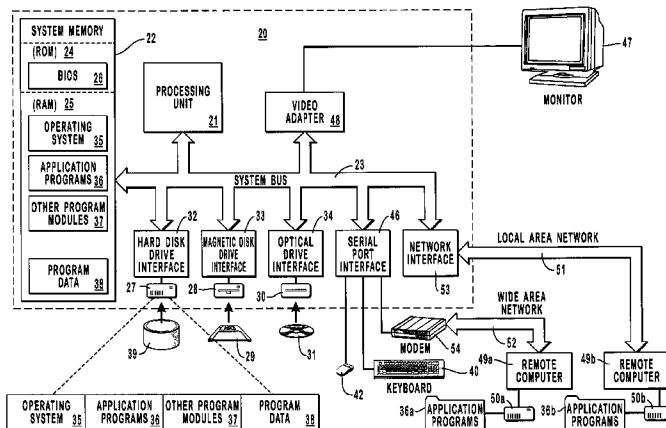 SYSTEM MEMORY
22
(ROM) 24
BIOS
26
(RAM) 25
OPERATING
SYSTEM 35
APPLICATION
PROGRAMS 36
OTHER PROGRAM
MODULES 37
PROGRAM
DATA 38
20
PROCESSING
UNIT
21
VIDEO
ADAPTER
48
47
MONITOR
23
SYSTEM BUS
32
HARD DISK
DRIVE
INTERFACE
33
MAGNETIC DISK
DRIVE
INTERFACE
34
OPTICAL
DRIVE
INTERFACE
46
SERIAL
PORT
INTERFACE
NETWORK
INTERFACE
53
LOCAL AREA NETWORK
51
27
28
30
39
29
31
WIDE AREA
NETWORK
52
MODEM
54
42
KEYBOARD
40
49a
REMOTE
COMPUTER
49b
REMOTE
COMPUTER
50a
50b
36a
APPLICATION
PROGRAMS
36b
APPLICATION
PROGRAMS
OPERATING
SYSTEM 35
APPLICATION
PROGRAMS 36
OTHER PROGRAM
MODULES 37
PROGRAM
DATA 38